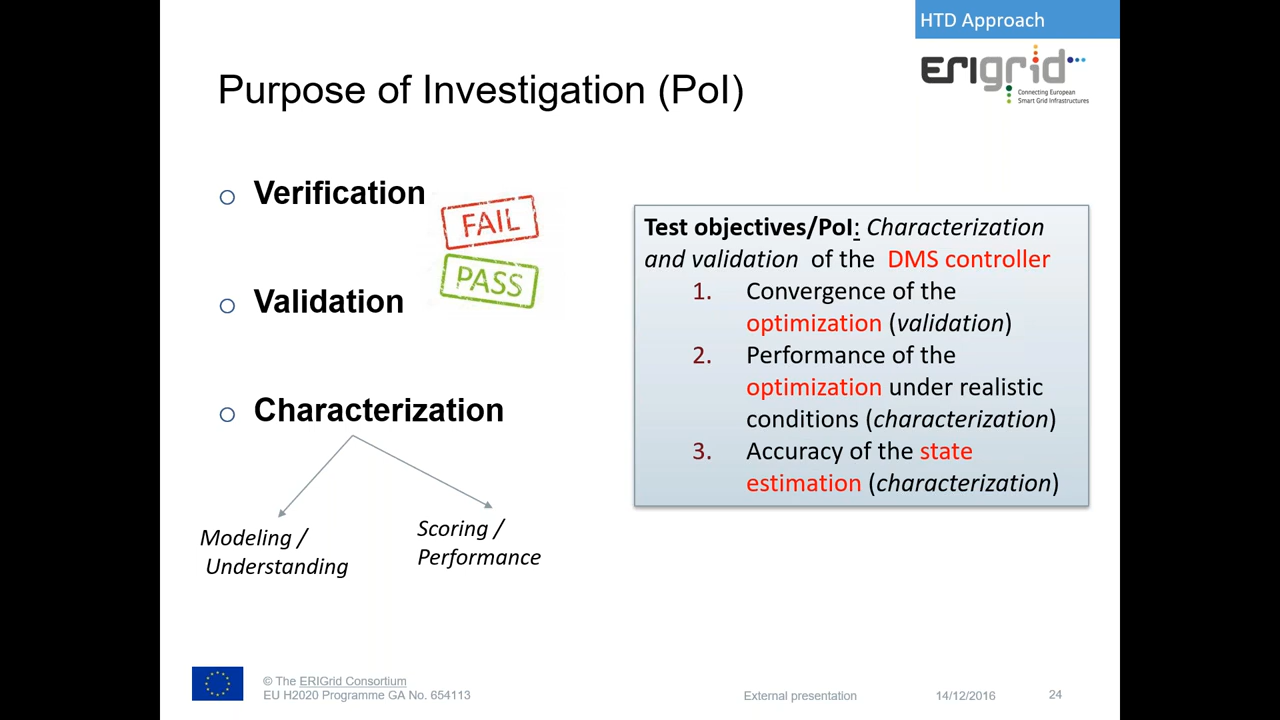 HTD Approach
ERIGrid
Connecting European
Smart Grid Infrastructures
Purpose of Investigation (PoI)
Verification
FAIL
PASS
Validation
Characterization
Modeling /
Understanding
Scoring /
Performance
Test objectives/PoI: Characterization
and validation of the DMS controller
1. Convergence of the
optimization (validation)
2. Performance of the
optimization under realistic
conditions (characterization)
3. Accuracy of the state
estimation (characterization)
© The ERIGrid Consortium
EU H2020 Programme GA No. 654113
External presentation
14/12/2016
24